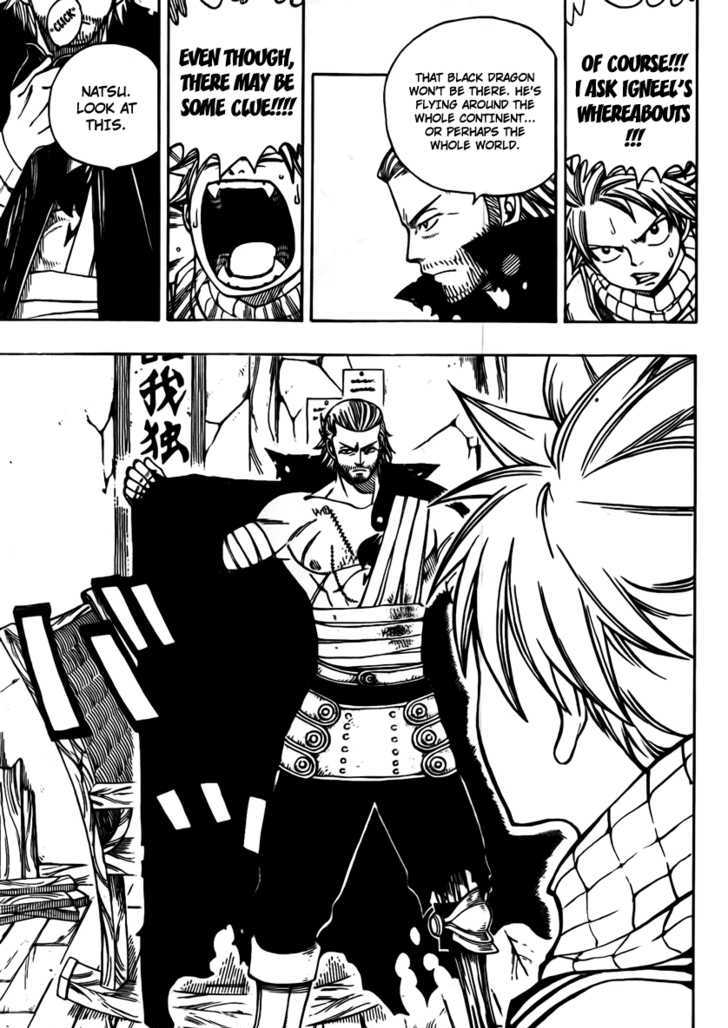 OF COURSE!!!
I ASK IGNEEL'S
WHEREABOUTS
!!!
THAT BLACK DRAGON
WON'T BE THERE. HE'S
FLYING AROUND THE
WHOLE CONTINENT...
OR PERHAPS THE
WHOLE WORLD.
EVEN THOUGH,
THERE MAY BE
SOME CLUE!!!!
*CLICK*
NATSU.
LOOK AT
THIS.
我
独